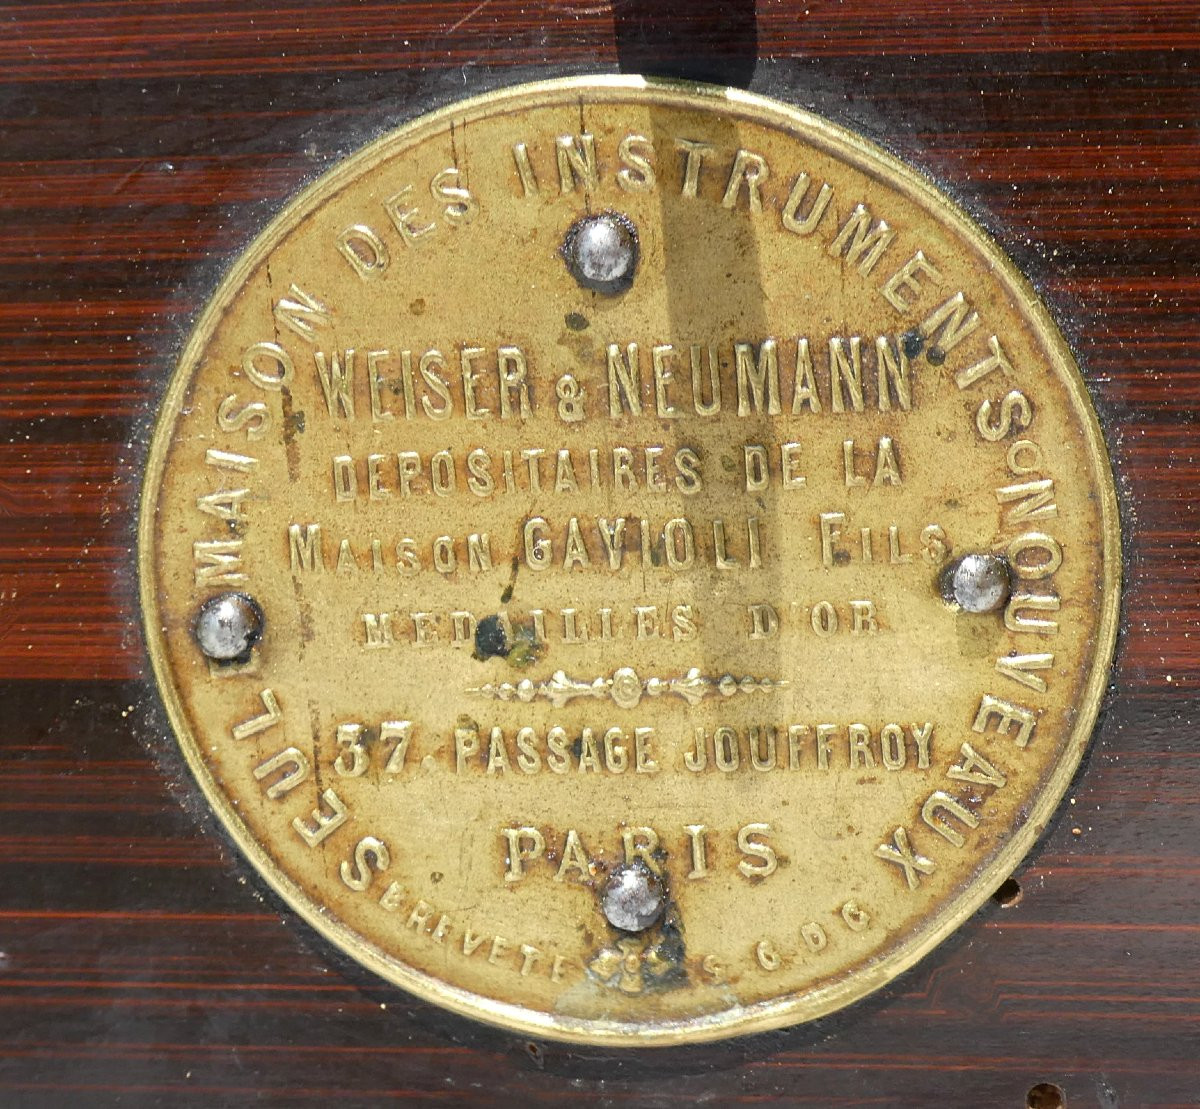 SEULE MAISON DES INSTRUMENTS NOUVEAUX
WEISER & NEUMANN
DEPOSITAIRES DE LA
MAISON GAVIOLI FILS
MEDAILLES D'OR
37. PASSAGE JOUFFROY
PARIS
BREVETE S.G.D.G.